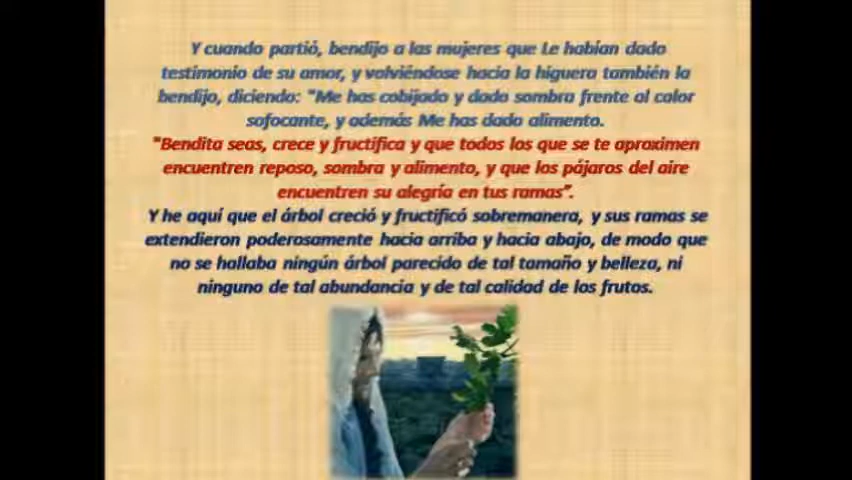 Y cuando partió, bendijo a las mujeres que Le habían dado
testimonio de su amor, y volviéndose hacia la higuera también la
bendijo, diciendo: "Me has cobijado y dado sombra frente al calor
sofocante, y además Me has dado alimento.
"Bendita seas, crece y fructifica y que todos los que se te aproximen
encuentren reposo, sombra y alimento, y que los pájaros del aire
encuentren su alegría en tus ramas".
Y he aquí que el árbol creció y fructificó sobremanera, y sus ramas se
extendieron poderosamente hacia arriba y hacia abajo, de modo que
no se hallaba ningún árbol parecido de tal tamaño y belleza, ni
ninguno de tal abundancia y de tal calidad de los frutos.